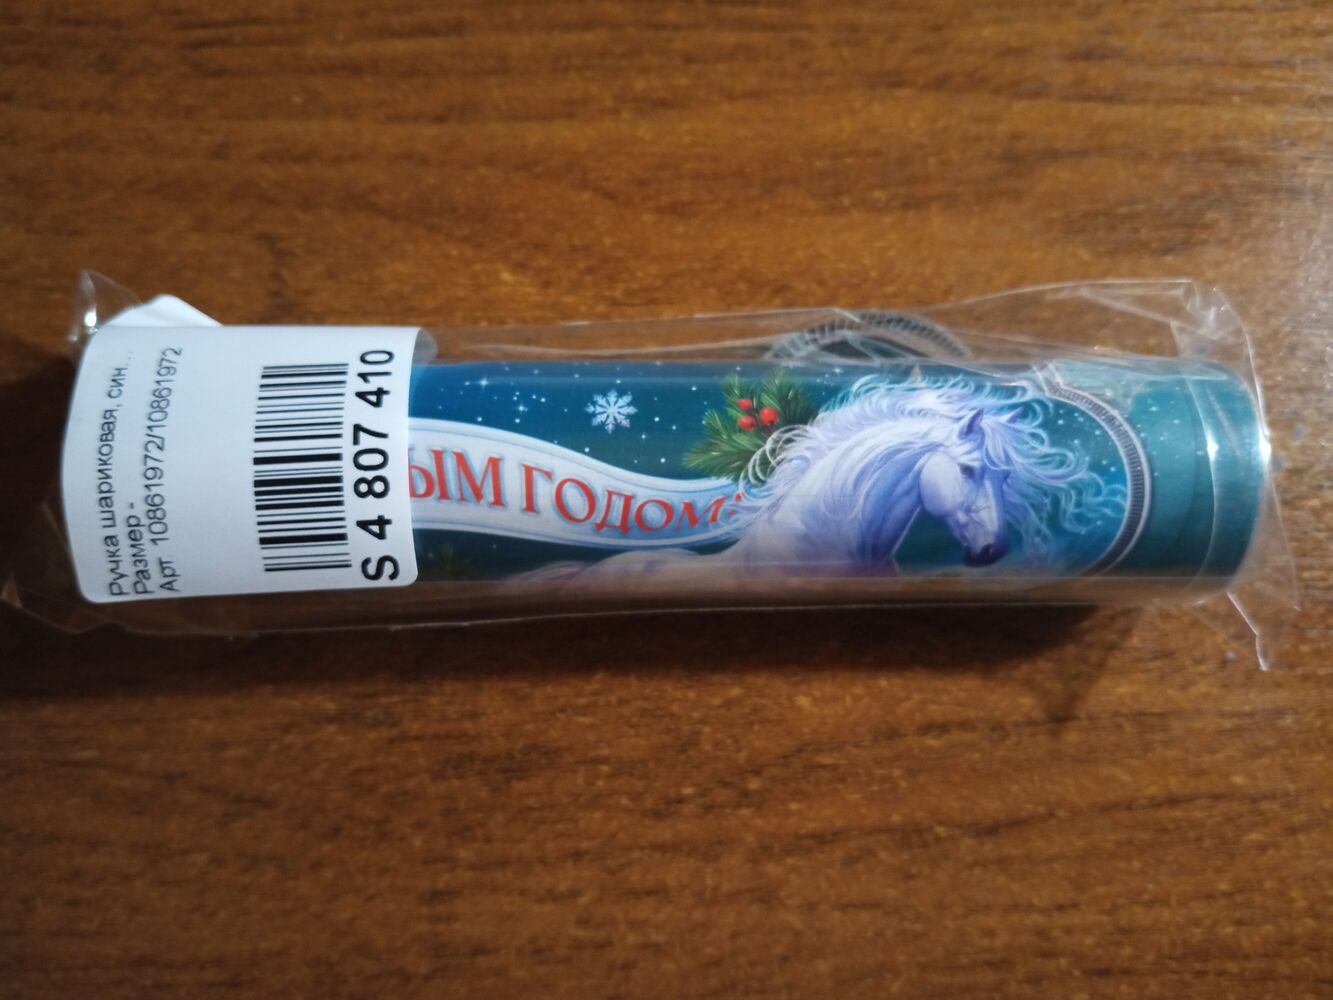 Ручка шариковая, син...
Размер -
Арт. 10861972/10861972
S 4 807 410
ЫМ ГОДОМ!